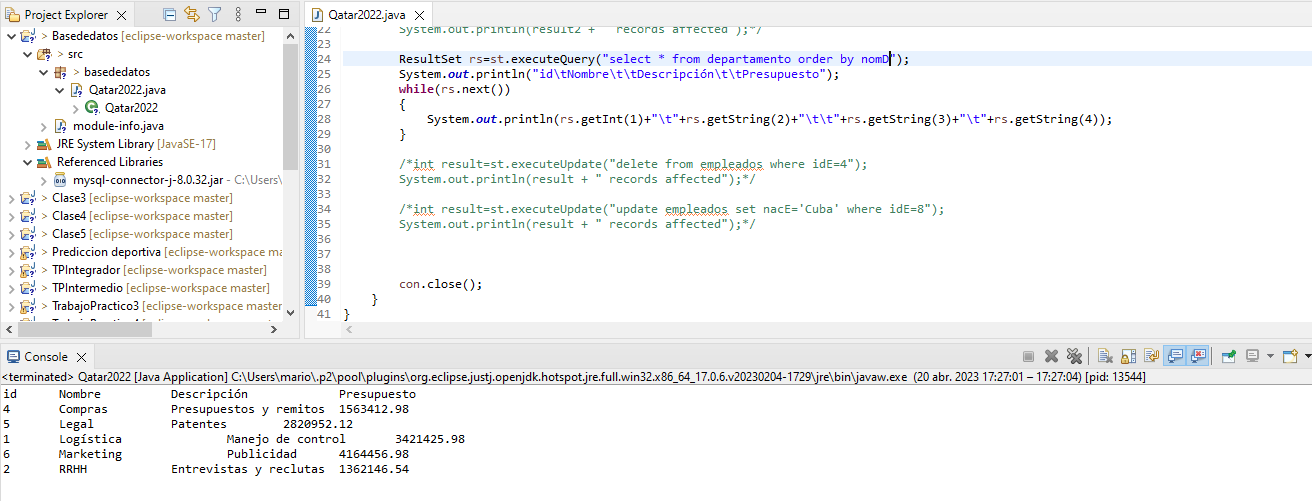 Project Explorer
Basededatos [eclipse-workspace master]
src
basededatos
Qatar2022.java
Qatar2022
module-info.java
JRE System Library [JavaSE-17]
Referenced Libraries
mysql-connector-j-8.0.32.jar - C:\Users\
Clase3 [eclipse-workspace master]
Clase4 [eclipse-workspace master]
Clase5 [eclipse-workspace master]
Prediccion deportiva [eclipse-workspace ma
TPIntegrador [eclipse-workspace master]
TPIntermedio [eclipse-workspace master]
TrabajoPractico3 [eclipse-workspace master
Qatar2022.java
22 System.out.println(result2 + " records affected");*/
23
24 ResultSet rs=st.executeQuery("select * from departamento order by nomD");
25 System.out.println("id\tNombre\t\tDescripción\t\tPresupuesto");
26 while(rs.next())
27 {
28 System.out.println(rs.getInt(1)+"\t"+rs.getString(2)+"\t\t"+rs.getString(3)+"\t"+rs.getString(4));
29 }
30
31 /*int result=st.executeUpdate("delete from empleados where idE=4");
32 System.out.println(result + " records affected");*/
33
34 /*int result=st.executeUpdate("update empleados set nacE='Cuba' where idE=8");
35 System.out.println(result + " records affected");*/
36
37
38
39 con.close();
40 }
41 }
Console
<terminated> Qatar2022 [Java Application] C:\Users\mario\.p2\pool\plugins\org.eclipse.justj.openjdk.hotspot.jre.full.win32.x86_64_17.0.6.v20230204-1729\jre\bin\javaw.exe (20 abr. 2023 17:27:01 – 17:27:04) [pid: 13544]
id Nombre Descripción Presupuesto
4 Compras Presupuestos y remitos 1563412.98
5 Legal Patentes 2820952.12
1 Logística Manejo de control 3421425.98
6 Marketing Publicidad 4164456.98
2 RRHH Entrevistas y reclutas 1362146.54